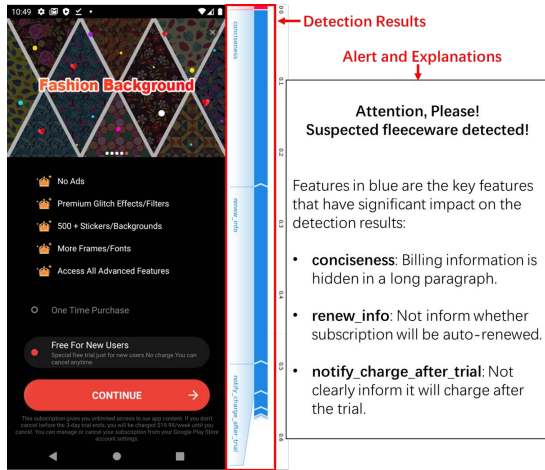 10:49
Fashion Background
No Ads
Premium Glitch Effects/Filters
500 + Stickers/Backgrounds
More Frames/Fonts
Access All Advanced Features
One Time Purchase
Free For New Users
Special free trial just for new users No charge.You can
cancel anytime.
CONTINUE
This subscription gives you unlimited access to our app content. If you don't
cancel before the 3-day trial ends, you will be charged $19.99/week until you
cancel. You can manage or cancel your subscription from your Google Play Store
account settings.
conciseness
renew_info
notify_charge_after_trial
0.0
0.1
0.2
0.3
0.4
0.5
0.6
Detection Results
Alert and Explanations
Attention, Please!
Suspected fleeceware detected!
Features in blue are the key features
that have significant impact on the
detection results:
• conciseness: Billing information is
hidden in a long paragraph.
• renew_info: Not inform whether
subscription will be auto-renewed.
• notify_charge_after_trial: Not
clearly inform it will charge after
the trial.